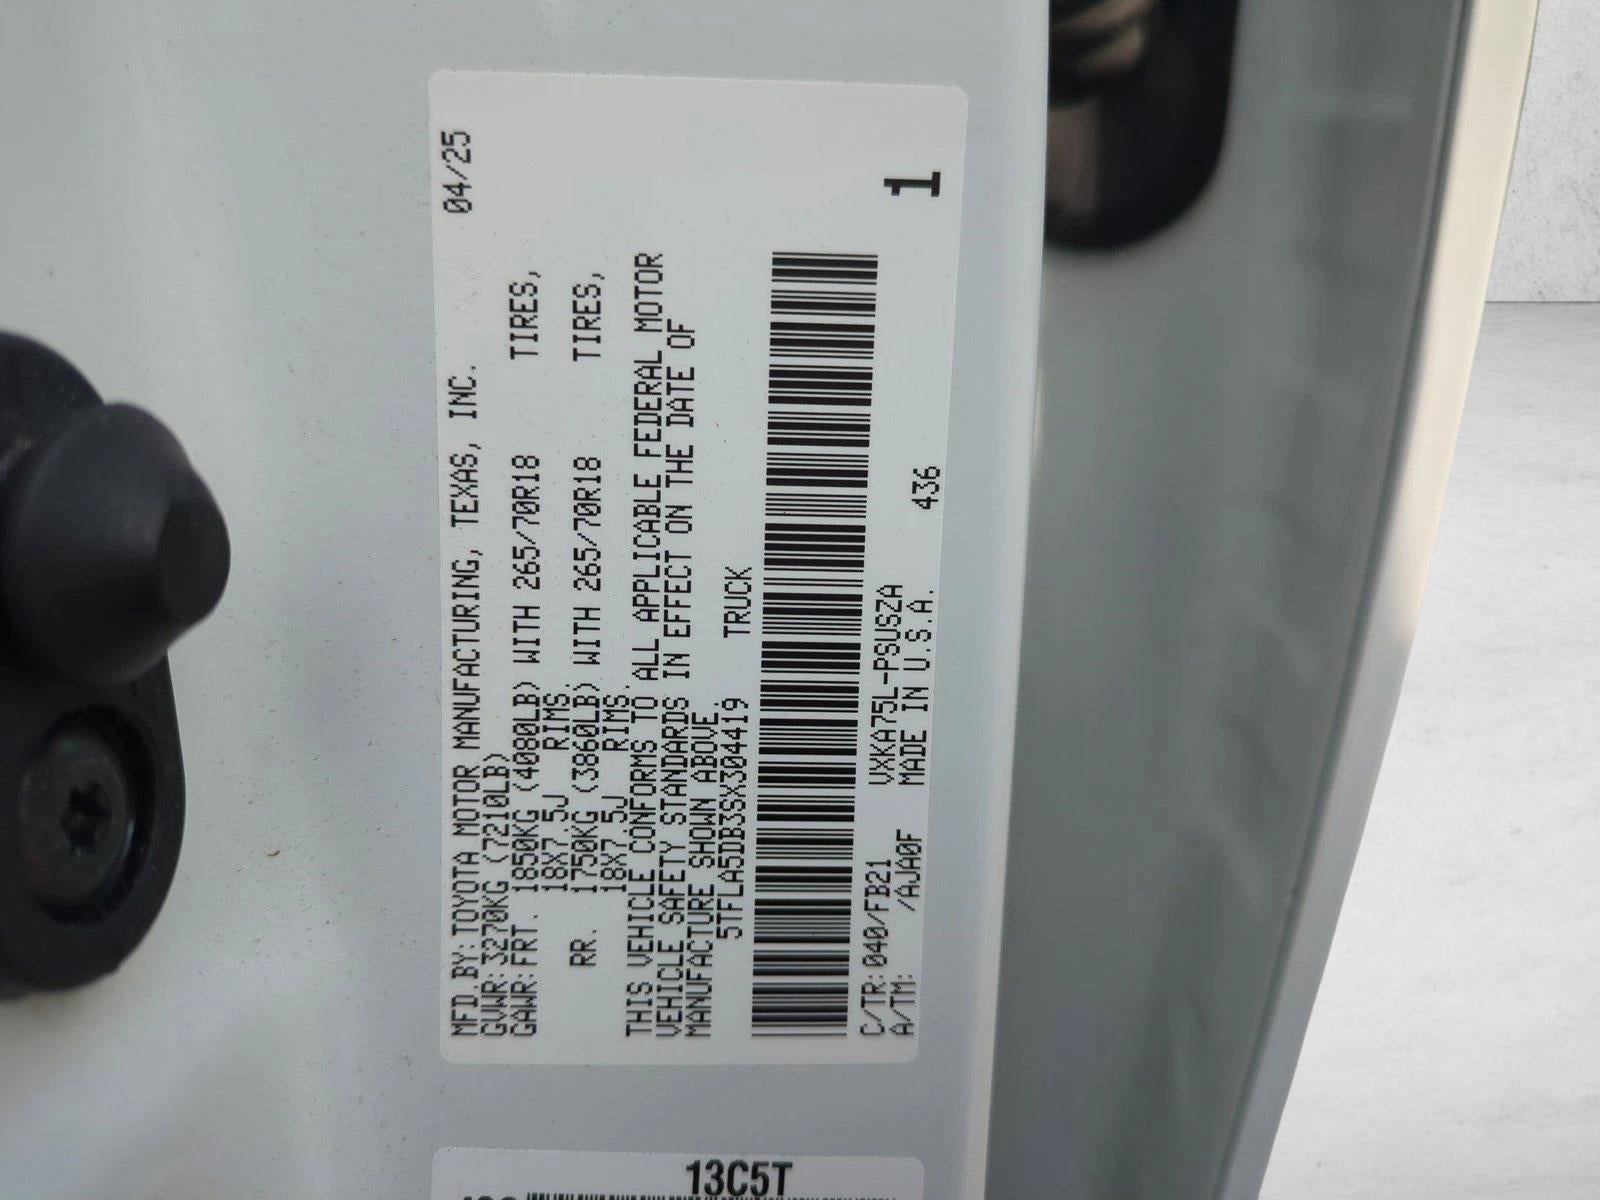 MFD.BY:TOYOTA MOTOR MANUFACTURING, TEXAS, INC. 04/25
GVWR:3270KG (7210LB)
GAWR:FRT. 1850KG (4080LB) WITH 265/70R18 TIRES,
18X7.5J RIMS.
RR. 1750KG (3860LB) WITH 265/70R18 TIRES,
18X7.5J RIMS.
THIS VEHICLE CONFORMS TO ALL APPLICABLE FEDERAL MOTOR
VEHICLE SAFETY STANDARDS IN EFFECT ON THE DATE OF
MANUFACTURE SHOWN ABOVE.
5TFLA5DB3SX304419 TRUCK
C/TR:040/FB21 VXKA75L-PSUSZA 1
A/TM: /AJA0F MADE IN U.S.A. 436
13C5T